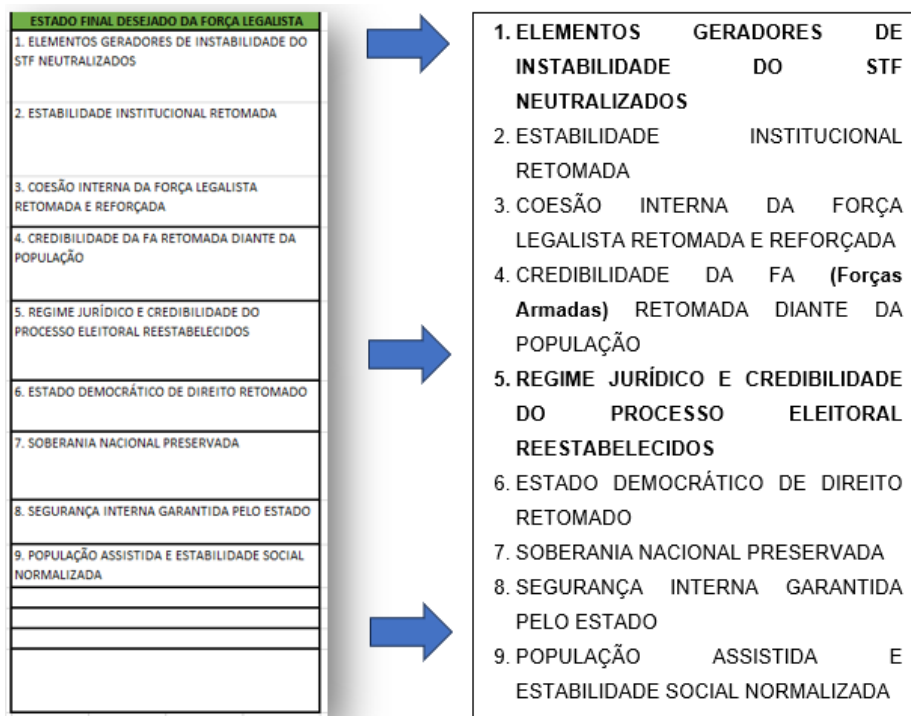 ESTADO FINAL DESEJADO DA FORÇA LEGALISTA
1. ELEMENTOS GERADORES DE INSTABILIDADE DO
STF NEUTRALIZADOS
2. ESTABILIDADE INSTITUCIONAL RETOMADA
3. COESÃO INTERNA DA FORÇA LEGALISTA
RETOMADA E REFORÇADA
4. CREDIBILIDADE DA FA RETOMADA DIANTE DA
POPULAÇÃO
5. REGIME JURÍDICO E CREDIBILIDADE DO
PROCESSO ELEITORAL REESTABELECIDOS
6. ESTADO DEMOCRÁTICO DE DIREITO RETOMADO
7. SOBERANIA NACIONAL PRESERVADA
8. SEGURANÇA INTERNA GARANTIDA PELO ESTADO
9. POPULAÇÃO ASSISTIDA E ESTABILIDADE SOCIAL
NORMALIZADA
1. ELEMENTOS GERADORES DE
INSTABILIDADE DO STF
NEUTRALIZADOS
2. ESTABILIDADE INSTITUCIONAL
RETOMADA
3. COESÃO INTERNA DA FORÇA
LEGALISTA RETOMADA E REFORÇADA
4. CREDIBILIDADE DA FA (Forças
Armadas) RETOMADA DIANTE DA
POPULAÇÃO
5. REGIME JURÍDICO E CREDIBILIDADE
DO PROCESSO ELEITORAL
REESTABELECIDOS
6. ESTADO DEMOCRÁTICO DE DIREITO
RETOMADO
7. SOBERANIA NACIONAL PRESERVADA
8. SEGURANÇA INTERNA GARANTIDA
PELO ESTADO
9. POPULAÇÃO ASSISTIDA E
ESTABILIDADE SOCIAL NORMALIZADA